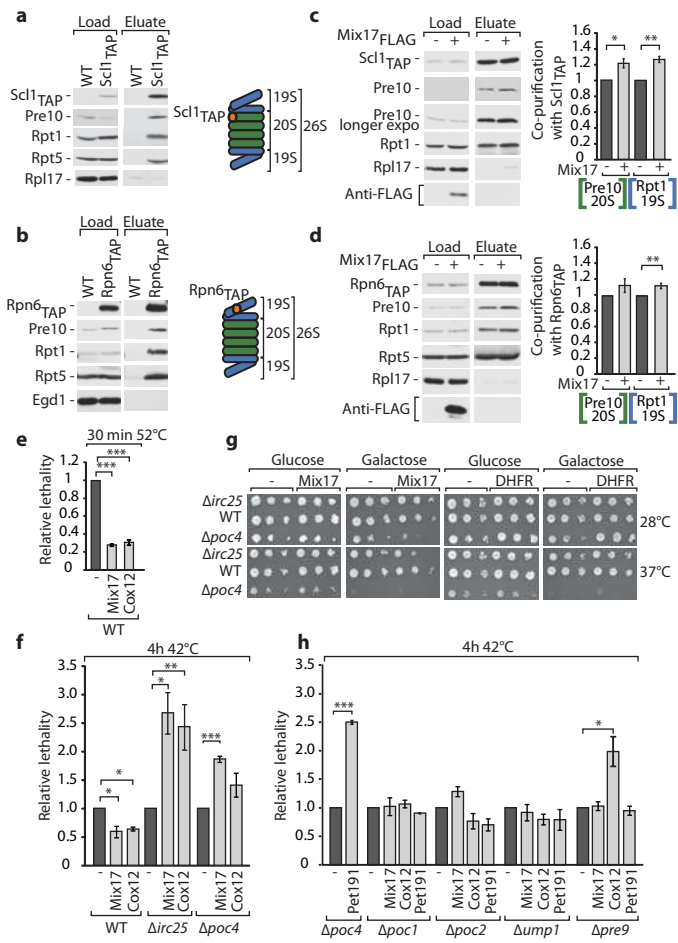 a
Load Eluate
WT Scl1TAP WT Scl1TAP
Scl1TAP -
Pre10 -
Rpt1 -
Rpt5 -
Rpl17 -
Scl1TAP
19S
20S 26S
19S
b
Load Eluate
WT Rpn6TAP WT Rpn6TAP
Rpn6TAP -
Pre10 -
Rpt1 -
Rpt5 -
Egd1 -
Rpn6TAP
19S
20S 26S
19S
c
Load Eluate
Mix17FLAG - + - +
Scl1TAP -
Pre10 -
Pre10 longer expo -
Rpt1 -
Rpl17 -
Anti-FLAG [
Co-purification with Scl1TAP
1.6
1.4
1.2
1
0.8
0.6
0.4
0.2
0
* **
Mix17 - + - +
[Pre10 20S] [Rpt1 19S]
d
Load Eluate
Mix17FLAG - + - +
Rpn6TAP -
Pre10 -
Rpt1 -
Rpt5 -
Rpl17 -
Anti-FLAG [
Co-purification with Rpn6TAP
1.6
1.4
1.2
1
0.8
0.6
0.4
0.2
0
**
Mix17 - + - +
[Pre10 20S] [Rpt1 19S]
e
30 min 52°C
Relative lethality
1.2
1
0.8
0.6
0.4
0.2
0
***
***
- Mix17 Cox12
WT
g
Glucose Galactose Glucose Galactose
- Mix17 - Mix17 - DHFR - DHFR
Δirc25
WT
Δpoc4
28°C
Δirc25
WT
Δpoc4
37°C
f
4h 42°C
Relative lethality
3.5
3.0
2.5
2.0
1.5
1.0
0.5
0
*
*
**
*
***
- Mix17 Cox12 - Mix17 Cox12 - Mix17 Cox12
WT Δirc25 Δpoc4
h
4h 42°C
Relative lethality
3.5
3.0
2.5
2.0
1.5
1.0
0.5
0
***
*
- Pet191 - Mix17 Cox12 Pet191 - Mix17 Cox12 Pet191 - Mix17 Cox12 Pet191 - Mix17 Cox12 Pet191
Δpoc4 Δpoc1 Δpoc2 Δump1 Δpre9